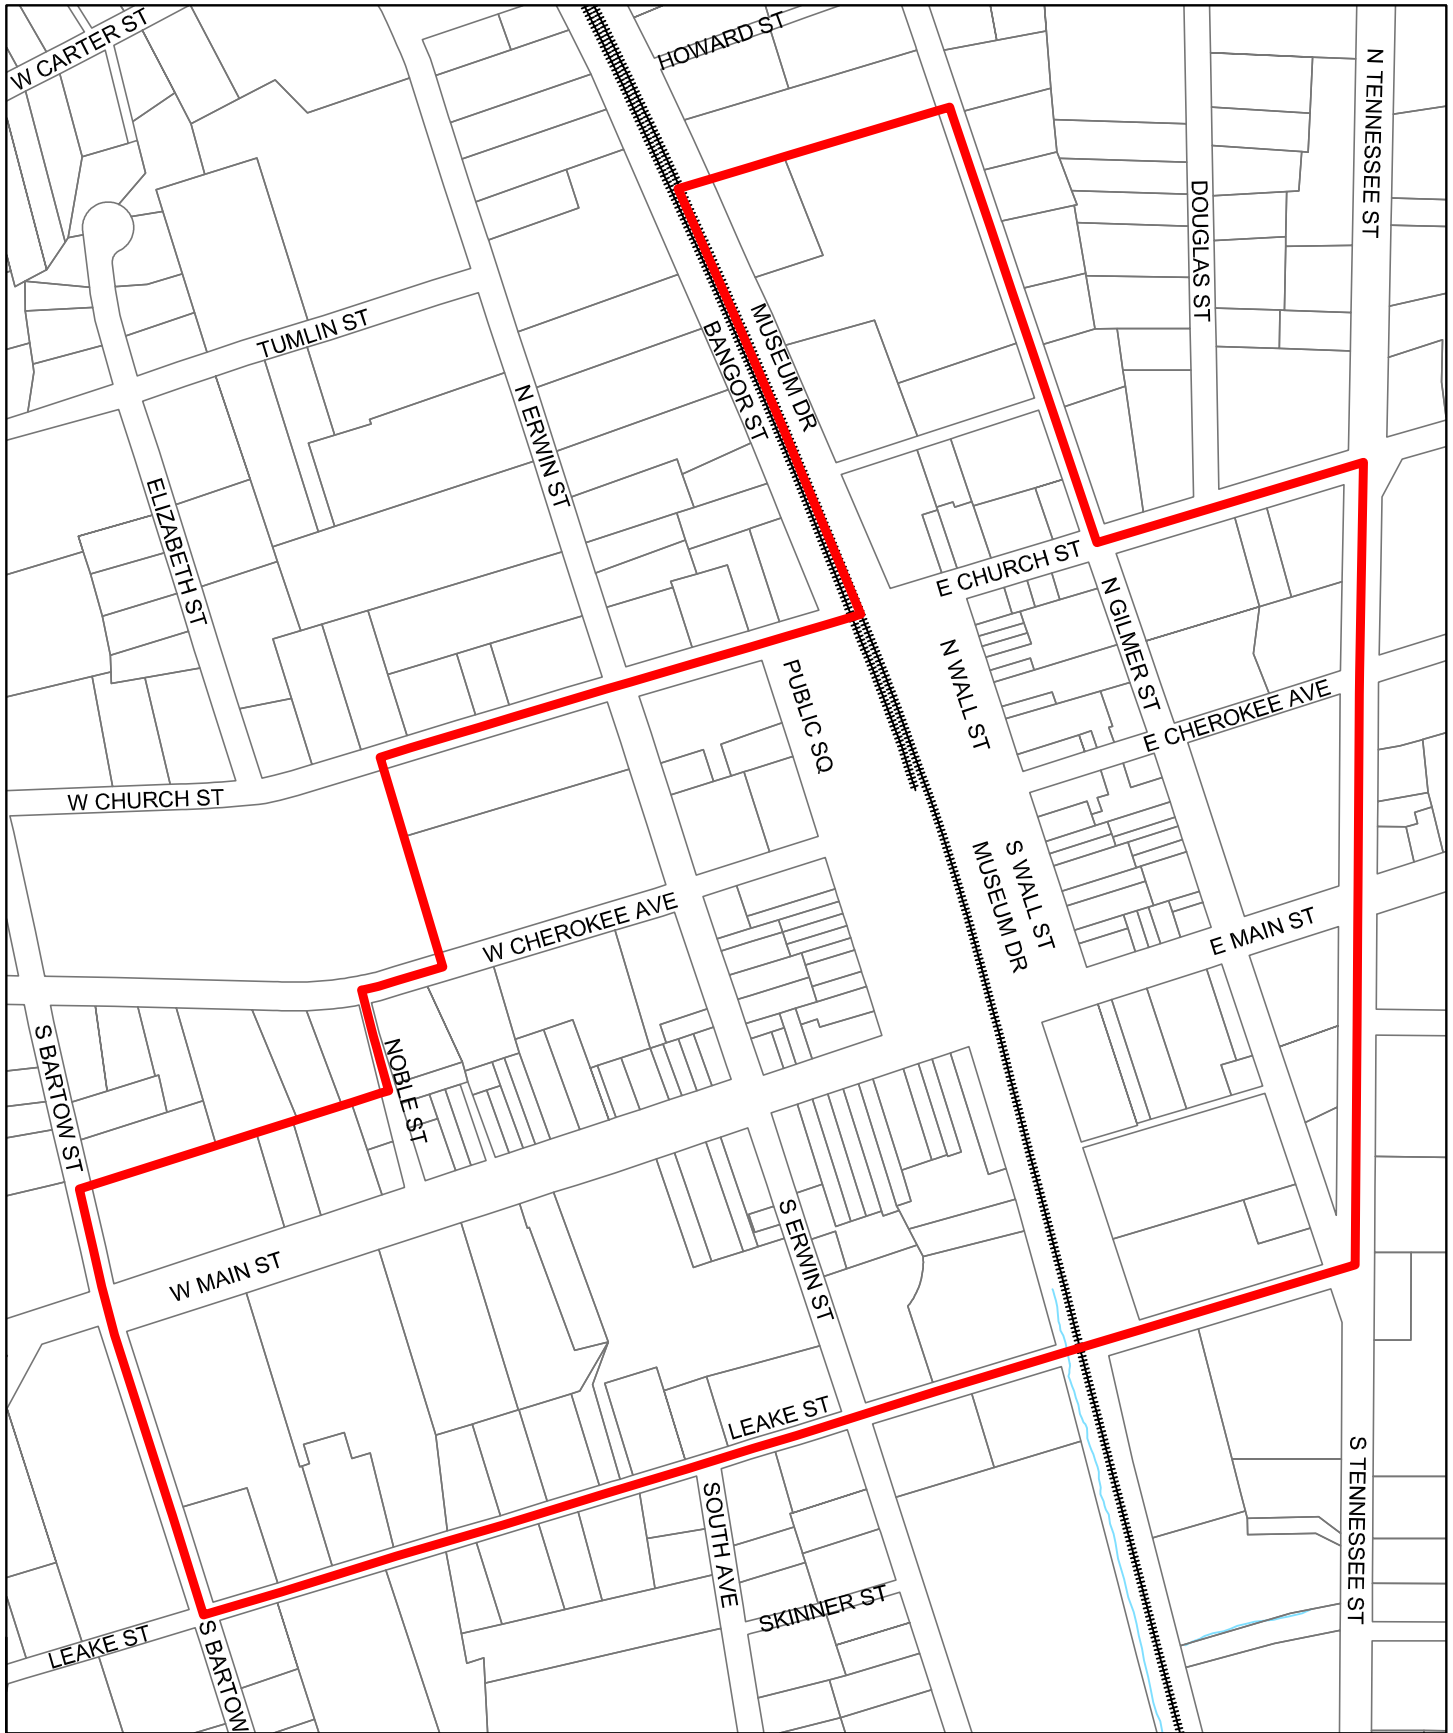 W CARTER ST
HOWARD ST
N TENNESSEE ST
DOUGLAS ST
TUMLIN ST
MUSEUM DR
BANGOR ST
N ERWIN ST
ELIZABETH ST
E CHURCH ST
N GILMER ST
N WALL ST
PUBLIC SQ
E CHEROKEE AVE
W CHURCH ST
S WALL ST
MUSEUM DR
W CHEROKEE AVE
E MAIN ST
S BARTOW ST
NOBLE ST
S ERWIN ST
W MAIN ST
LEAKE ST
SOUTH AVE
S TENNESSEE ST
SKINNER ST
LEAKE ST
S BARTOW